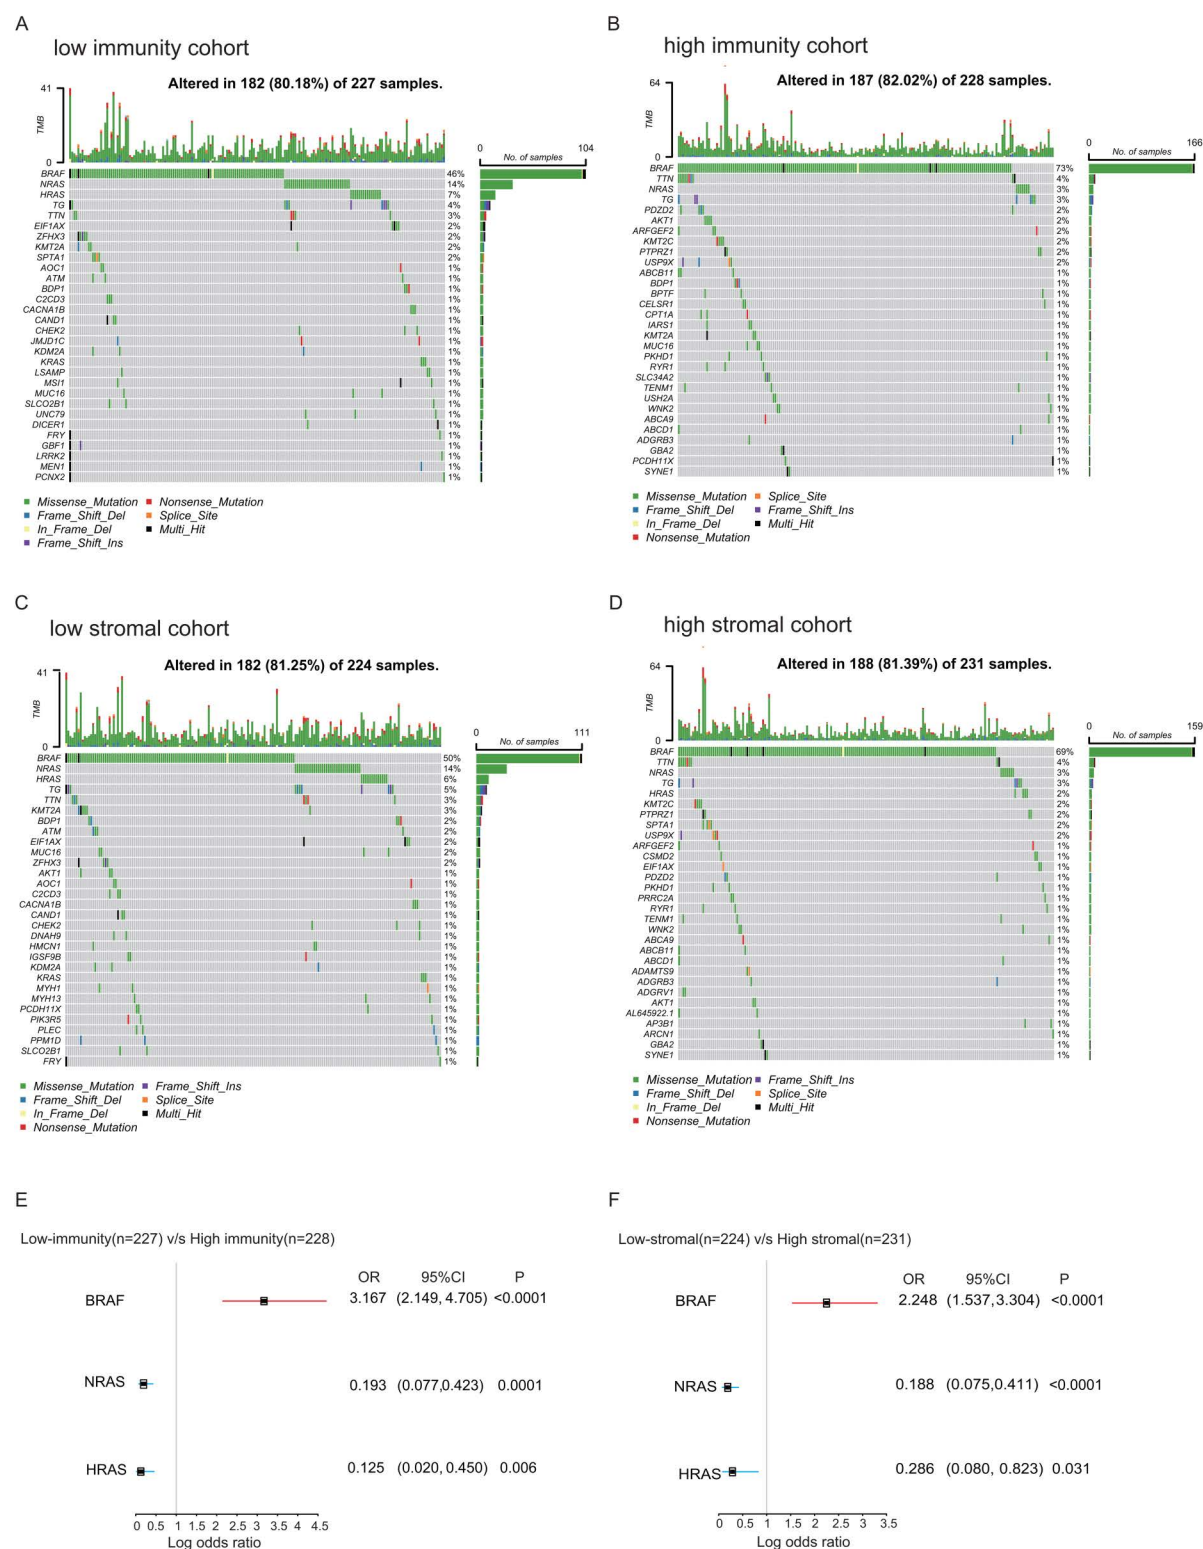 A
low immunity cohort
Altered in 182 (80.18%) of 227 samples.
41
TMB
0
0 104
No. of samples
BRAF 46%
NRAS 14%
HRAS 7%
TG 4%
TTN 3%
EIF1AX 2%
ZFHX3 2%
KMT2A 2%
SPTA1 2%
AOC1 1%
ATM 1%
BDP1 1%
C2CD3 1%
CACNA1B 1%
CAND1 1%
CHEK2 1%
JMJD1C 1%
KDM2A 1%
KRAS 1%
LSAMP 1%
MSI1 1%
MUC16 1%
SLCO2B1 1%
UNC79 1%
DICER1 1%
FRY 1%
GBF1 1%
LRRK2 1%
MEN1 1%
PCNX2 1%
Missense_Mutation Nonsense_Mutation
Frame_Shift_Del Splice_Site
In_Frame_Del Multi_Hit
Frame_Shift_Ins
B
high immunity cohort
Altered in 187 (82.02%) of 228 samples.
64
TMB
0
0 166
No. of samples
BRAF 73%
TTN 4%
NRAS 3%
TG 3%
PDZD2 2%
AKT1 2%
ARFGEF2 2%
KMT2C 2%
PTPRZ1 2%
USP9X 2%
ABCB11 1%
BDP1 1%
BPTF 1%
CELSR1 1%
CPT1A 1%
IARS1 1%
KMT2A 1%
MUC16 1%
PKHD1 1%
RYR1 1%
SLC34A2 1%
TENM1 1%
USH2A 1%
WNK2 1%
ABCA9 1%
ABCD1 1%
ADGRB3 1%
GBA2 1%
PCDH11X 1%
SYNE1 1%
Missense_Mutation Splice_Site
Frame_Shift_Del Frame_Shift_Ins
In_Frame_Del Multi_Hit
Nonsense_Mutation
C
low stromal cohort
Altered in 182 (81.25%) of 224 samples.
41
TMB
0
0 111
No. of samples
BRAF 50%
NRAS 14%
HRAS 6%
TG 5%
TTN 3%
KMT2A 3%
BDP1 2%
ATM 2%
EIF1AX 2%
MUC16 2%
ZFHX3 2%
AKT1 1%
AOC1 1%
C2CD3 1%
CACNA1B 1%
CAND1 1%
CHEK2 1%
DNAH9 1%
HMCN1 1%
IGSF9B 1%
KDM2A 1%
KRAS 1%
MYH1 1%
MYH13 1%
PCDH11X 1%
PIK3R5 1%
PLEC 1%
PPM1D 1%
SLCO2B1 1%
FRY 1%
Missense_Mutation Frame_Shift_Ins
Frame_Shift_Del Splice_Site
In_Frame_Del Multi_Hit
Nonsense_Mutation
D
high stromal cohort
Altered in 188 (81.39%) of 231 samples.
64
TMB
0
0 159
No. of samples
BRAF 69%
TTN 4%
NRAS 3%
TG 3%
HRAS 2%
KMT2C 2%
PTPRZ1 2%
SPTA1 2%
USP9X 2%
ARFGEF2 1%
CSMD2 1%
EIF1AX 1%
PDZD2 1%
PKHD1 1%
PRRC2A 1%
RYR1 1%
TENM1 1%
WNK2 1%
ABCA9 1%
ABCB11 1%
ABCD1 1%
ADAMTS9 1%
ADGRB3 1%
ADGRV1 1%
AKT1 1%
AL645922.1 1%
AP3B1 1%
ARCN1 1%
GBA2 1%
SYNE1 1%
Missense_Mutation Frame_Shift_Ins
Frame_Shift_Del Splice_Site
In_Frame_Del Multi_Hit
Nonsense_Mutation
E
Low-immunity(n=227) v/s High immunity(n=228)
OR 95%CI P
BRAF 3.167 (2.149, 4.705) <0.0001
NRAS 0.193 (0.077,0.423) 0.0001
HRAS 0.125 (0.020, 0.450) 0.006
0 0.5 1 1.5 2 2.5 3 3.5 4 4.5
Log odds ratio
F
Low-stromal(n=224) v/s High stromal(n=231)
OR 95%CI P
BRAF 2.248 (1.537,3.304) <0.0001
NRAS 0.188 (0.075,0.411) <0.0001
HRAS 0.286 (0.080, 0.823) 0.031
0 0.5 1 1.5 2 2.5 3 3.5
Log odds ratio